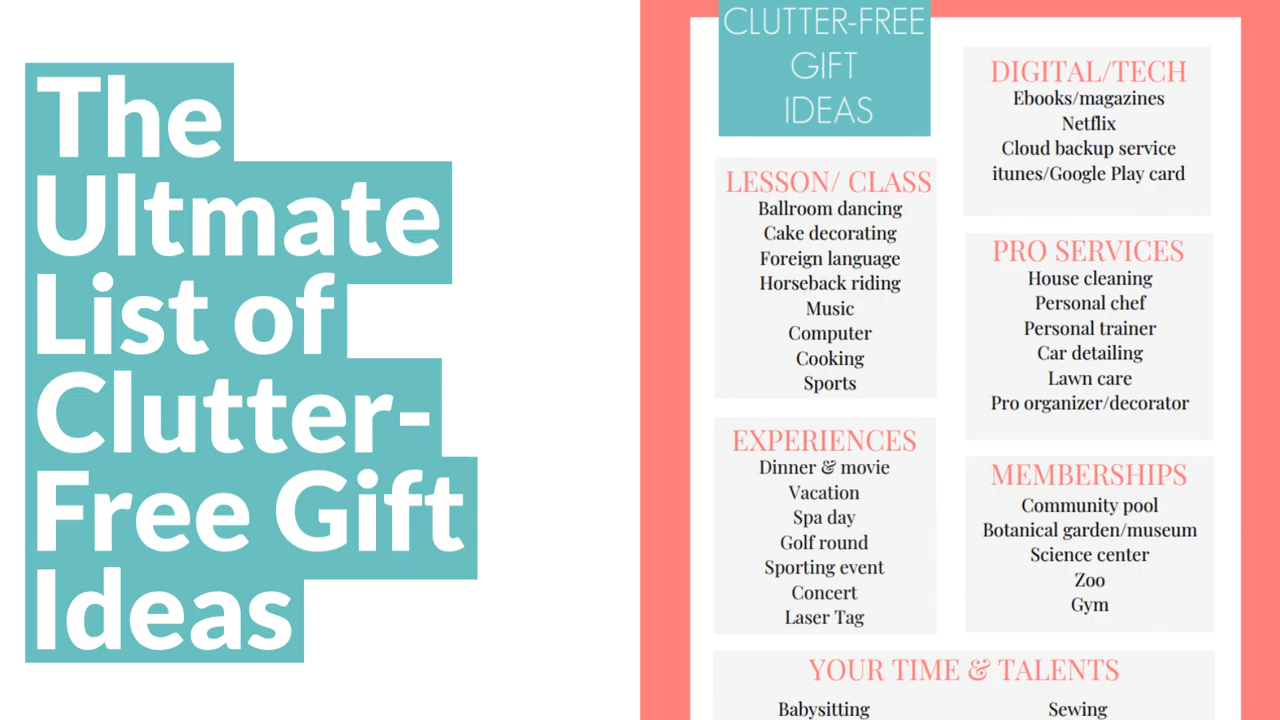 The
Ultmate
List of
Clutter-
Free Gift
Ideas
CLUTTER-FREE
GIFT
IDEAS
LESSON/ CLASS
Ballroom dancing
Cake decorating
Foreign language
Horseback riding
Music
Computer
Cooking
Sports
EXPERIENCES
Dinner & movie
Vacation
Spa day
Golf round
Sporting event
Concert
Laser Tag
DIGITAL/TECH
Ebooks/magazines
Netflix
Cloud backup service
itunes/Google Play card
PRO SERVICES
House cleaning
Personal chef
Personal trainer
Car detailing
Lawn care
Pro organizer/decorator
MEMBERSHIPS
Community pool
Botanical garden/museum
Science center
Zoo
Gym
YOUR TIME & TALENTS
Babysitting
Sewing